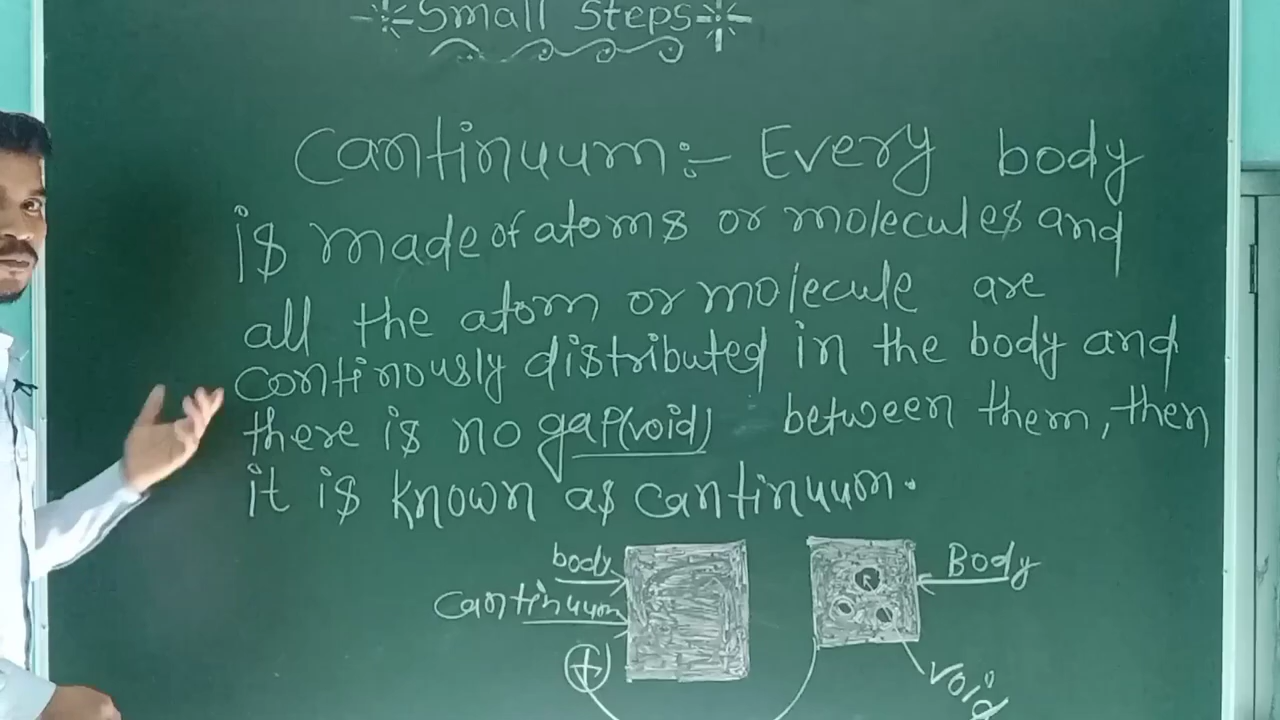 Small Steps
Cantinuum:- Every body
is made of atoms or molecules and
all the atom or molecule are
continously distributed in the body and
there is no gap(void) between them, then
it is known as cantinuum.
body
Cantinuum
Body
void